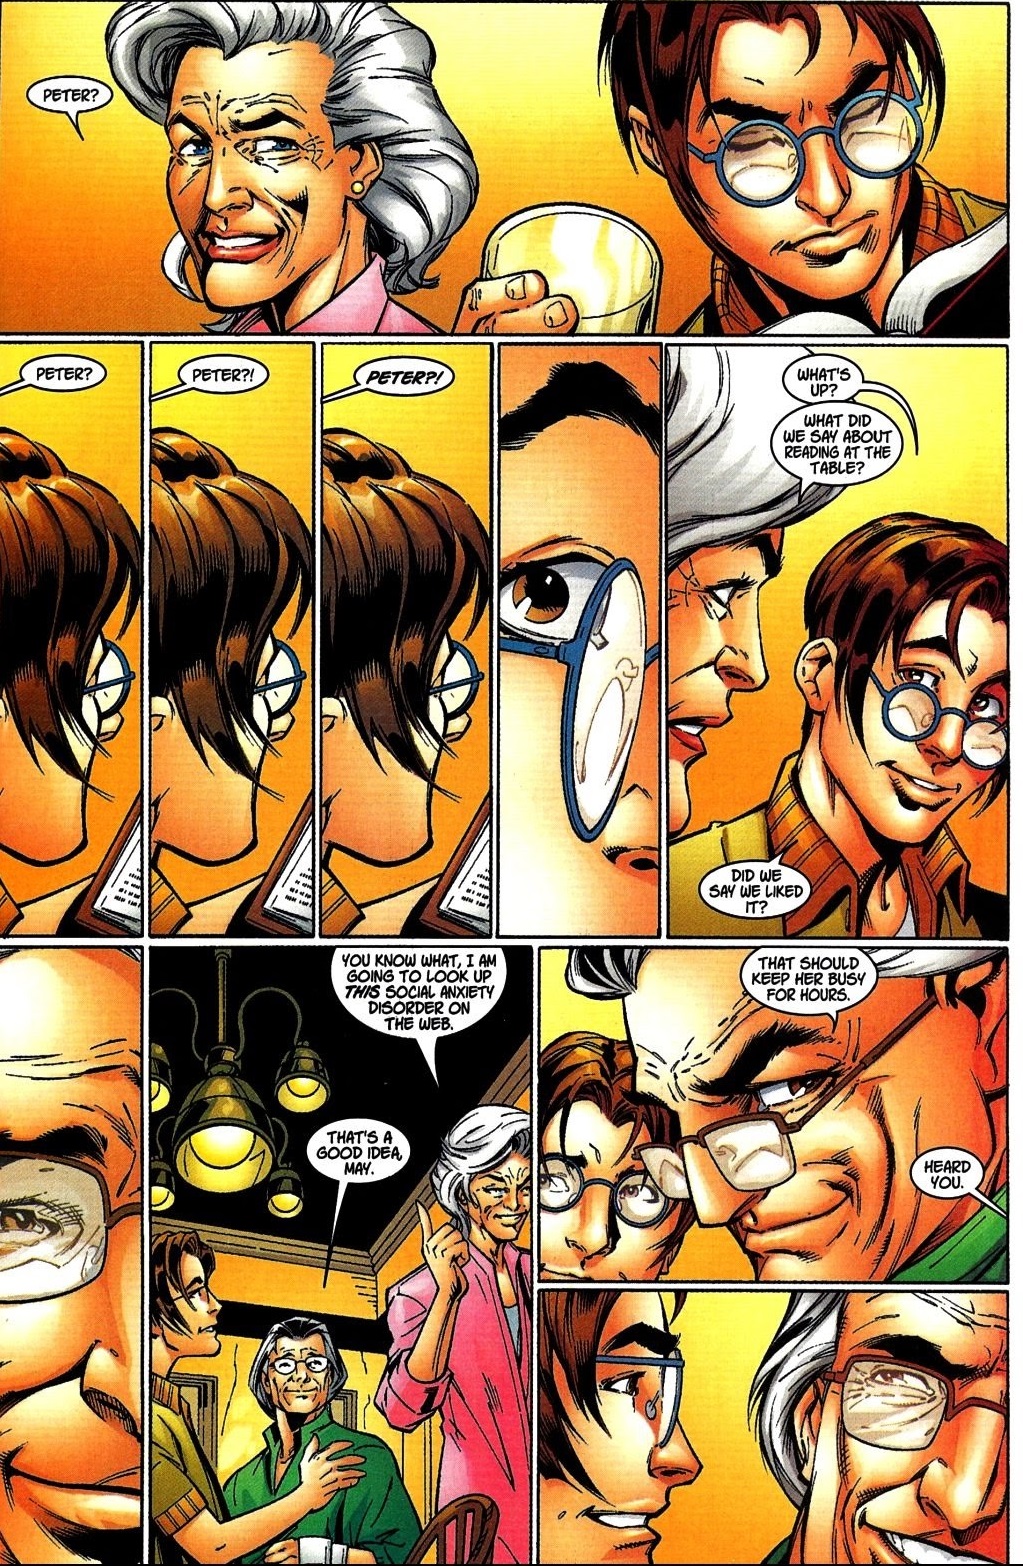 PETER?
PETER?
PETER?!
PETER?!
WHAT'S
UP?
WHAT DID
WE SAY ABOUT
READING AT THE
TABLE?
DID WE
SAY WE LIKED
IT?
YOU KNOW WHAT, I AM
GOING TO LOOK UP
THIS SOCIAL ANXIETY
DISORDER ON
THE WEB.
THAT'S A
GOOD IDEA,
MAY.
THAT SHOULD
KEEP HER BUSY
FOR HOURS.
HEARD
YOU.